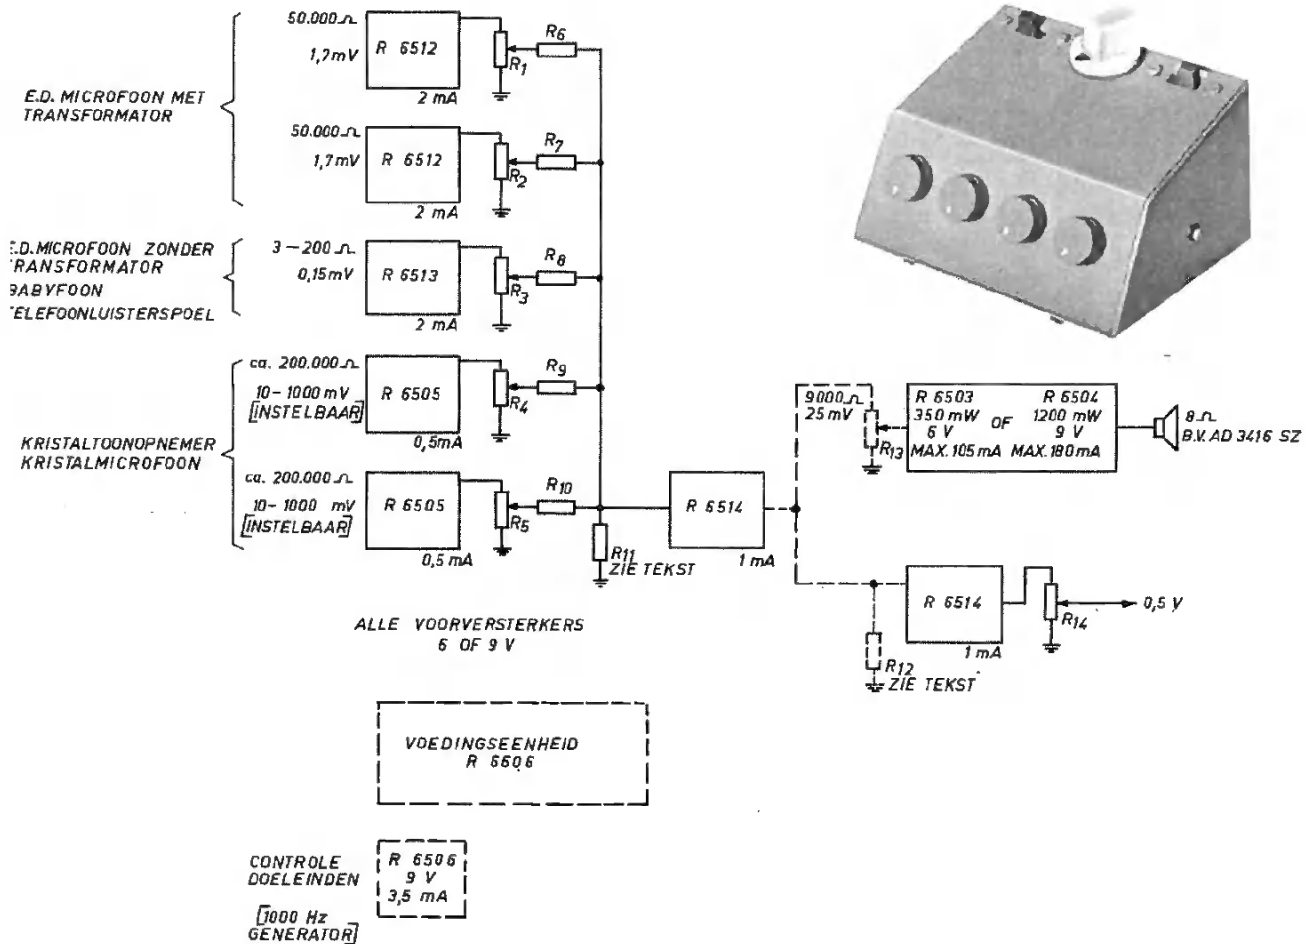 50.000 Ω
1,7 mV
R 6512
2 mA
R1
R6
E.D. MICROFOON MET
TRANSFORMATOR
50.000 Ω
1,7 mV
R 6512
2 mA
R2
R7
E.D. MICROFOON ZONDER
TRANSFORMATOR
BABYFOON
TELEFOONLUISTERSPOEL
3 – 200 Ω
0,15 mV
R 6513
2 mA
R3
R8
ca. 200.000 Ω
10 – 1000 mV
[INSTELBAAR]
R 6505
0,5 mA
R4
R9
KRISTALTOONOPNEMER
KRISTALMICROFOON
ca. 200.000 Ω
10 – 1000 mV
[INSTELBAAR]
R 6505
0,5 mA
R5
R10
R11
ZIE TEKST
R 6514
1 mA
9000 Ω
25 mV
R13
R 6503
350 mW
6 V
MAX. 105 mA
OF
R 6504
1200 mW
9 V
MAX. 180 mA
8 Ω
B.V. AD 3416 SZ
R12
ZIE TEKST
R 6514
1 mA
R14
0,5 V
ALLE VOORVERSTERKERS
6 OF 9 V
VOEDINGSEENHEID
R 6606
CONTROLE
DOELEINDEN
[1000 Hz
GENERATOR]
R 6506
9 V
3,5 mA